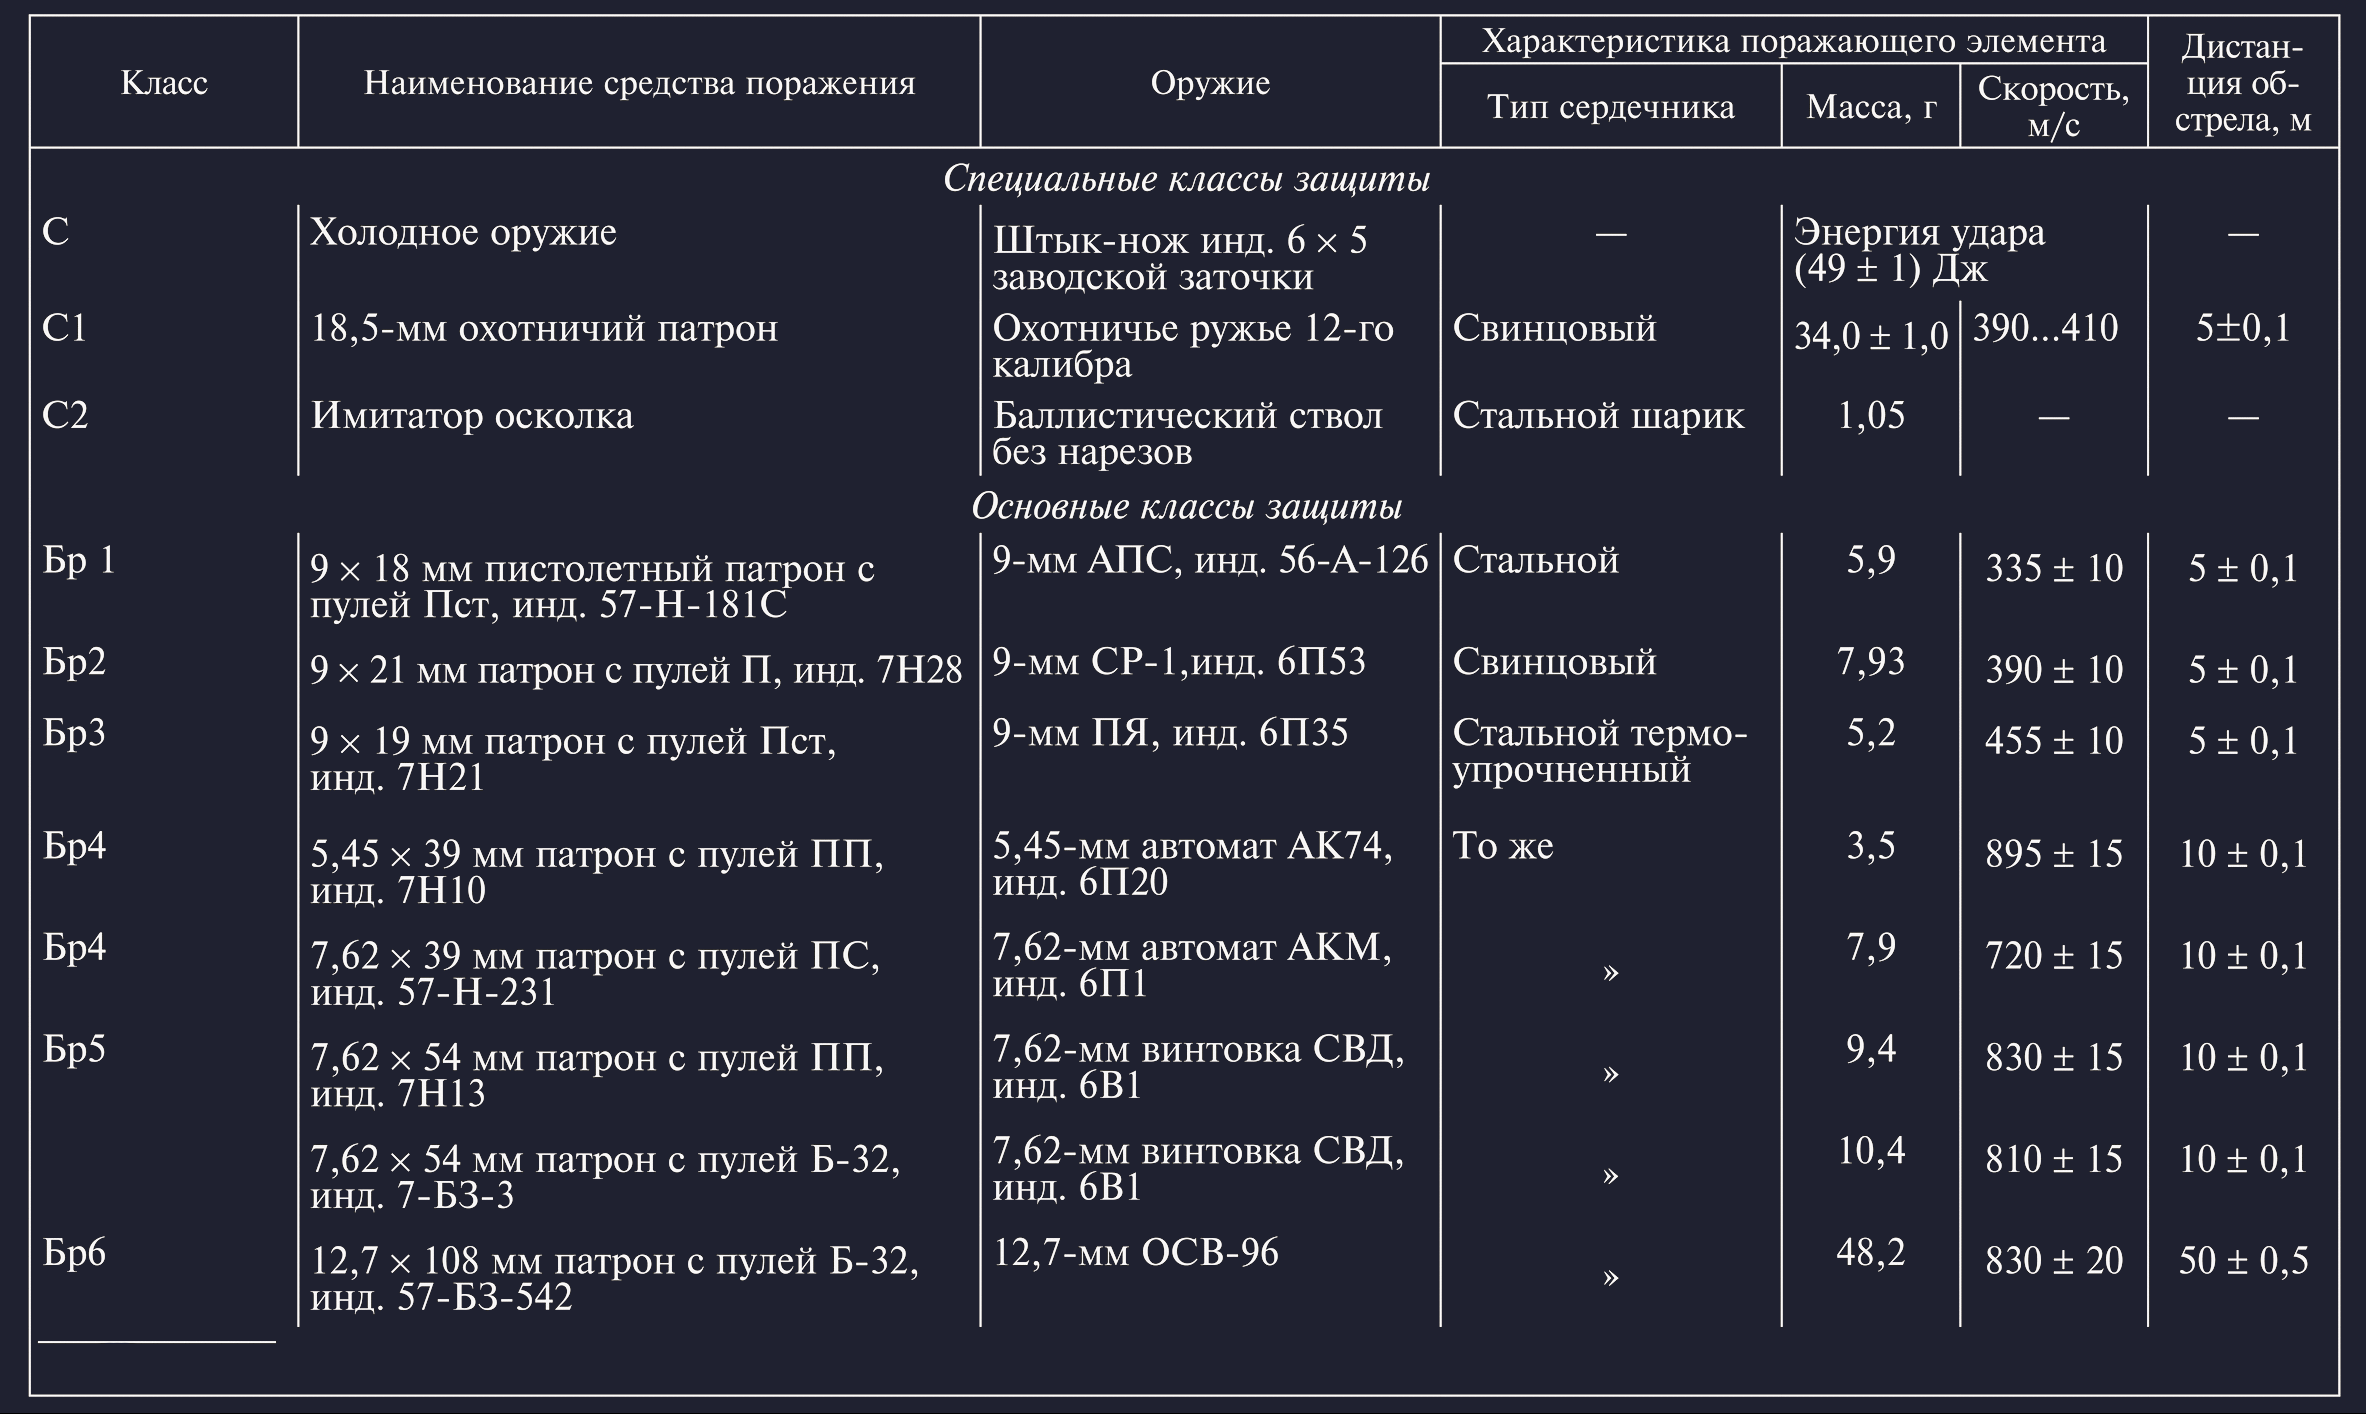 Класс
Наименование средства поражения
Оружие
Характеристика поражающего элемента
Тип сердечника
Масса, г
Скорость,
м/с
Дистан-
ция об-
стрела, м
Специальные классы защиты
С
Холодное оружие
Штык-нож инд. 6 × 5
заводской заточки
—
Энергия удара
(49 ± 1) Дж
—
С1
18,5-мм охотничий патрон
Охотничье ружье 12-го
калибра
Свинцовый
34,0 ± 1,0
390...410
5±0,1
С2
Имитатор осколка
Баллистический ствол
без нарезов
Стальной шарик
1,05
—
—
Основные классы защиты
Бр 1
9 × 18 мм пистолетный патрон с
пулей Пст, инд. 57-Н-181С
9-мм АПС, инд. 56-А-126
Стальной
5,9
335 ± 10
5 ± 0,1
Бр2
9 × 21 мм патрон с пулей П, инд. 7Н28
9-мм СР-1,инд. 6П53
Свинцовый
7,93
390 ± 10
5 ± 0,1
Бр3
9 × 19 мм патрон с пулей Пст,
инд. 7Н21
9-мм ПЯ, инд. 6П35
Стальной термо-
упрочненный
5,2
455 ± 10
5 ± 0,1
Бр4
5,45 × 39 мм патрон с пулей ПП,
инд. 7Н10
5,45-мм автомат АК74,
инд. 6П20
То же
3,5
895 ± 15
10 ± 0,1
Бр4
7,62 × 39 мм патрон с пулей ПС,
инд. 57-Н-231
7,62-мм автомат АКМ,
инд. 6П1
»
7,9
720 ± 15
10 ± 0,1
Бр5
7,62 × 54 мм патрон с пулей ПП,
инд. 7Н13
7,62-мм винтовка СВД,
инд. 6В1
»
9,4
830 ± 15
10 ± 0,1
7,62 × 54 мм патрон с пулей Б-32,
инд. 7-БЗ-3
7,62-мм винтовка СВД,
инд. 6В1
»
10,4
810 ± 15
10 ± 0,1
Бр6
12,7 × 108 мм патрон с пулей Б-32,
инд. 57-БЗ-542
12,7-мм ОСВ-96
»
48,2
830 ± 20
50 ± 0,5